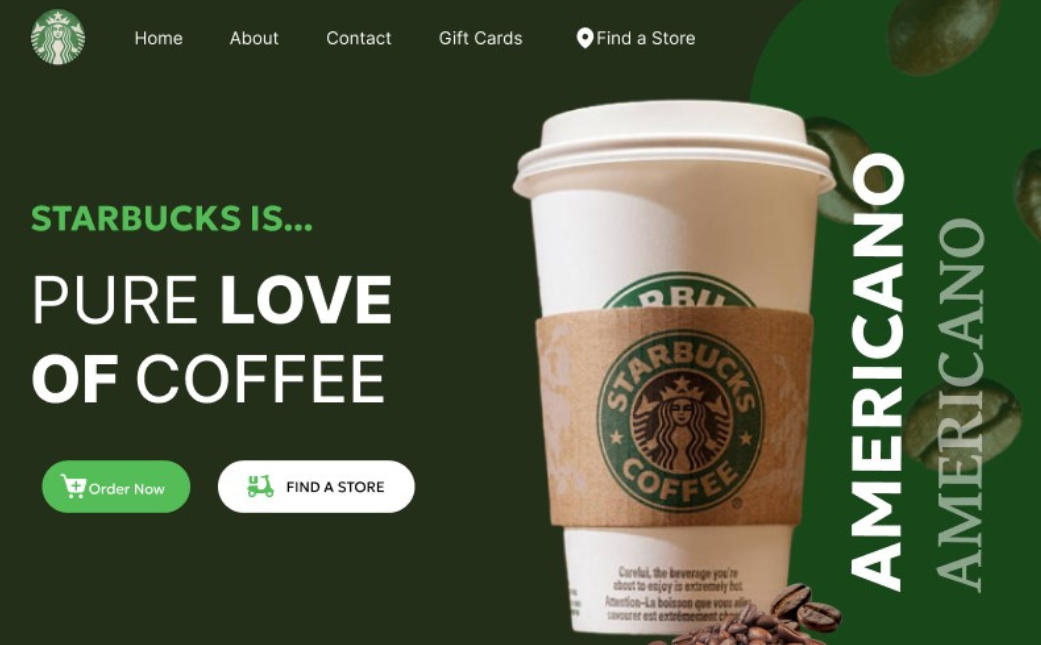 Home About Contact Gift Cards Find a Store
STARBUCKS IS...
PURE LOVE
OF COFFEE
Order Now
FIND A STORE
STARBUCKS
COFFEE
®
Careful, the beverage you're
about to enjoy is extremely hot.
Attention–La boisson que vous
savourer est extrêmement
AMERICANO
AMERICANO